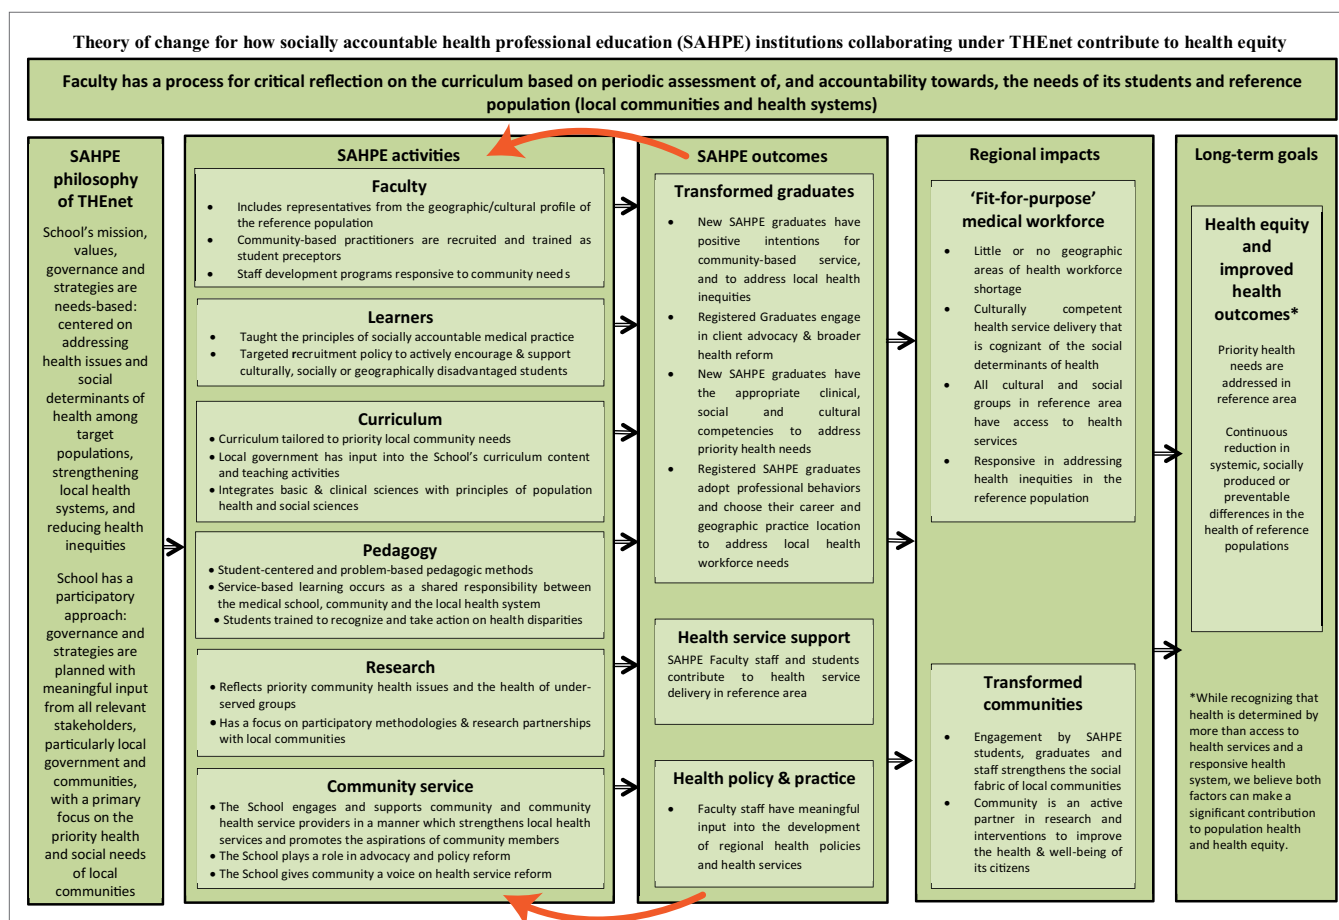 Theory of change for how socially accountable health professional education (SAHPE) institutions collaborating under THEnet contribute to health equity
Faculty has a process for critical reflection on the curriculum based on periodic assessment of, and accountability towards, the needs of its students and reference
population (local communities and health systems)
SAHPE
philosophy
of THEnet
School's mission,
values,
governance and
strategies are
needs-based:
centered on
addressing
health issues and
social
determinants of
health among
target
populations,
strengthening
local health
systems, and
reducing health
inequities
School has a
participatory
approach:
governance and
strategies are
planned with
meaningful input
from all relevant
stakeholders,
particularly local
government and
communities,
with a primary
focus on the
priority health
and social needs
of local
communities
SAHPE activities
Faculty
• Includes representatives from the geographic/cultural profile of
the reference population
• Community-based practitioners are recruited and trained as
student preceptors
• Staff development programs responsive to community needs
Learners
• Taught the principles of socially accountable medical practice
• Targeted recruitment policy to actively encourage & support
culturally, socially or geographically disadvantaged students
Curriculum
• Curriculum tailored to priority local community needs
• Local government has input into the School's curriculum content
and teaching activities
• Integrates basic & clinical sciences with principles of population
health and social sciences
Pedagogy
• Student-centered and problem-based pedagogic methods
• Service-based learning occurs as a shared responsibility between
the medical school, community and the local health system
• Students trained to recognize and take action on health disparities
Research
• Reflects priority community health issues and the health of under-
served groups
• Has a focus on participatory methodologies & research partnerships
with local communities
Community service
• The School engages and supports community and community
health service providers in a manner which strengthens local health
services and promotes the aspirations of community members
• The School plays a role in advocacy and policy reform
• The School gives community a voice on health service reform
SAHPE outcomes
Transformed graduates
• New SAHPE graduates have
positive intentions for
community-based service,
and to address local health
inequities
• Registered Graduates engage
in client advocacy & broader
health reform
• New SAHPE graduates have
the appropriate clinical,
social and cultural
competencies to address
priority health needs
• Registered SAHPE graduates
adopt professional behaviors
and choose their career and
geographic practice location
to address local health
workforce needs
Health service support
SAHPE Faculty staff and students
contribute to health service
delivery in reference area
Health policy & practice
• Faculty staff have meaningful
input into the development
of regional health policies
and health services
Regional impacts
‘Fit-for-purpose’
medical workforce
• Little or no geographic
areas of health workforce
shortage
• Culturally competent
health service delivery that
is cognizant of the social
determinants of health
• All cultural and social
groups in reference area
have access to health
services
• Responsive in addressing
health inequities in the
reference population
Transformed
communities
• Engagement by SAHPE
students, graduates and
staff strengthens the social
fabric of local communities
• Community is an active
partner in research and
interventions to improve
the health & well-being of
its citizens
Long-term goals
Health equity
and
improved
health
outcomes*
Priority health
needs are
addressed in
reference area
Continuous
reduction in
systemic, socially
produced or
preventable
differences in the
health of reference
populations
*While recognizing that
health is determined by
more than access to
health services and a
responsive health
system, we believe both
factors can make a
significant contribution
to population health
and health equity.